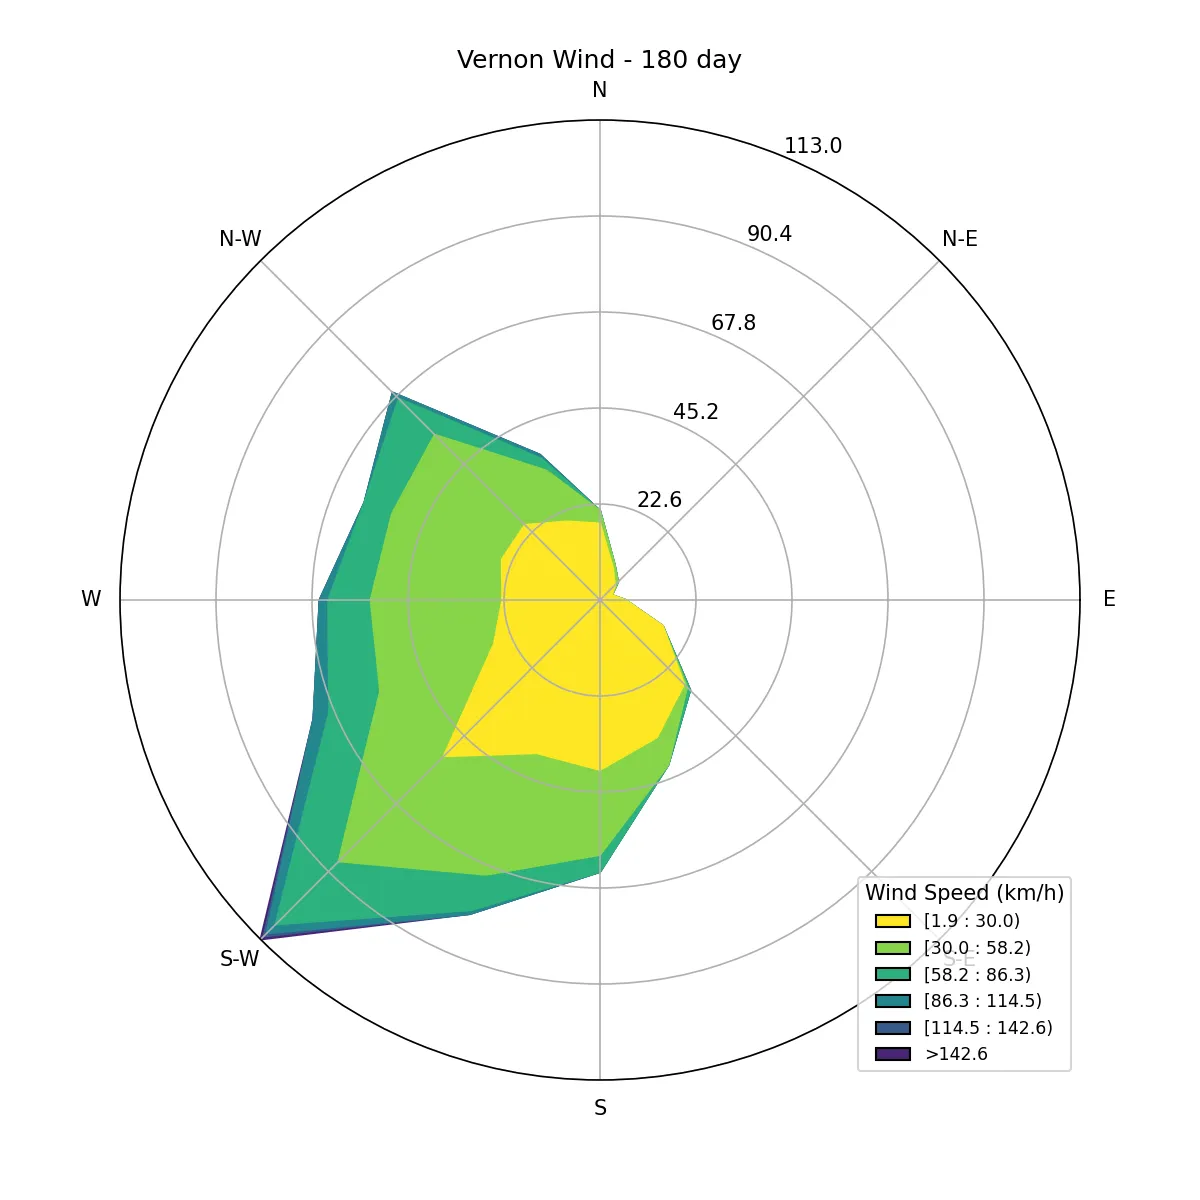 Vernon Wind - 180 day
N
113.0
N-W
90.4
N-E
67.8
45.2
22.6
W
E
S-W
S-E
Wind Speed (km/h)
[1.9 : 30.0)
[30.0 : 58.2)
[58.2 : 86.3)
[86.3 : 114.5)
[114.5 : 142.6)
>142.6
S